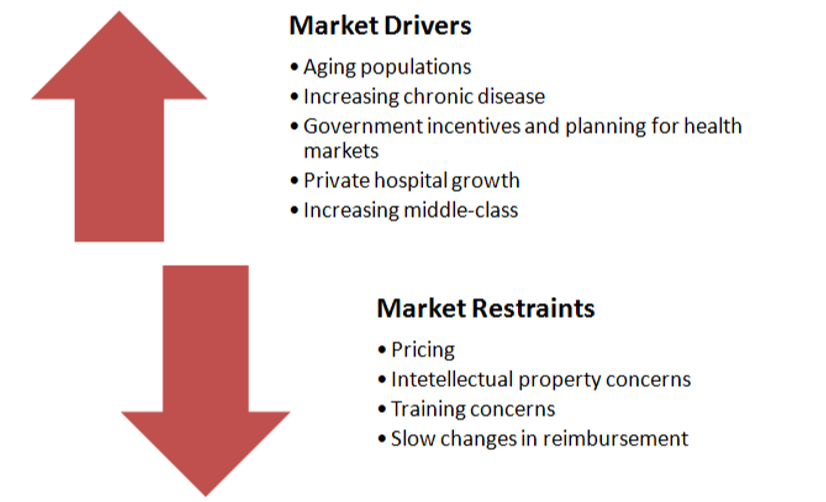 Market Drivers
• Aging populations
• Increasing chronic disease
• Government incentives and planning for health
markets
• Private hospital growth
• Increasing middle-class
Market Restraints
• Pricing
• Intetellectual property concerns
• Training concerns
• Slow changes in reimbursement